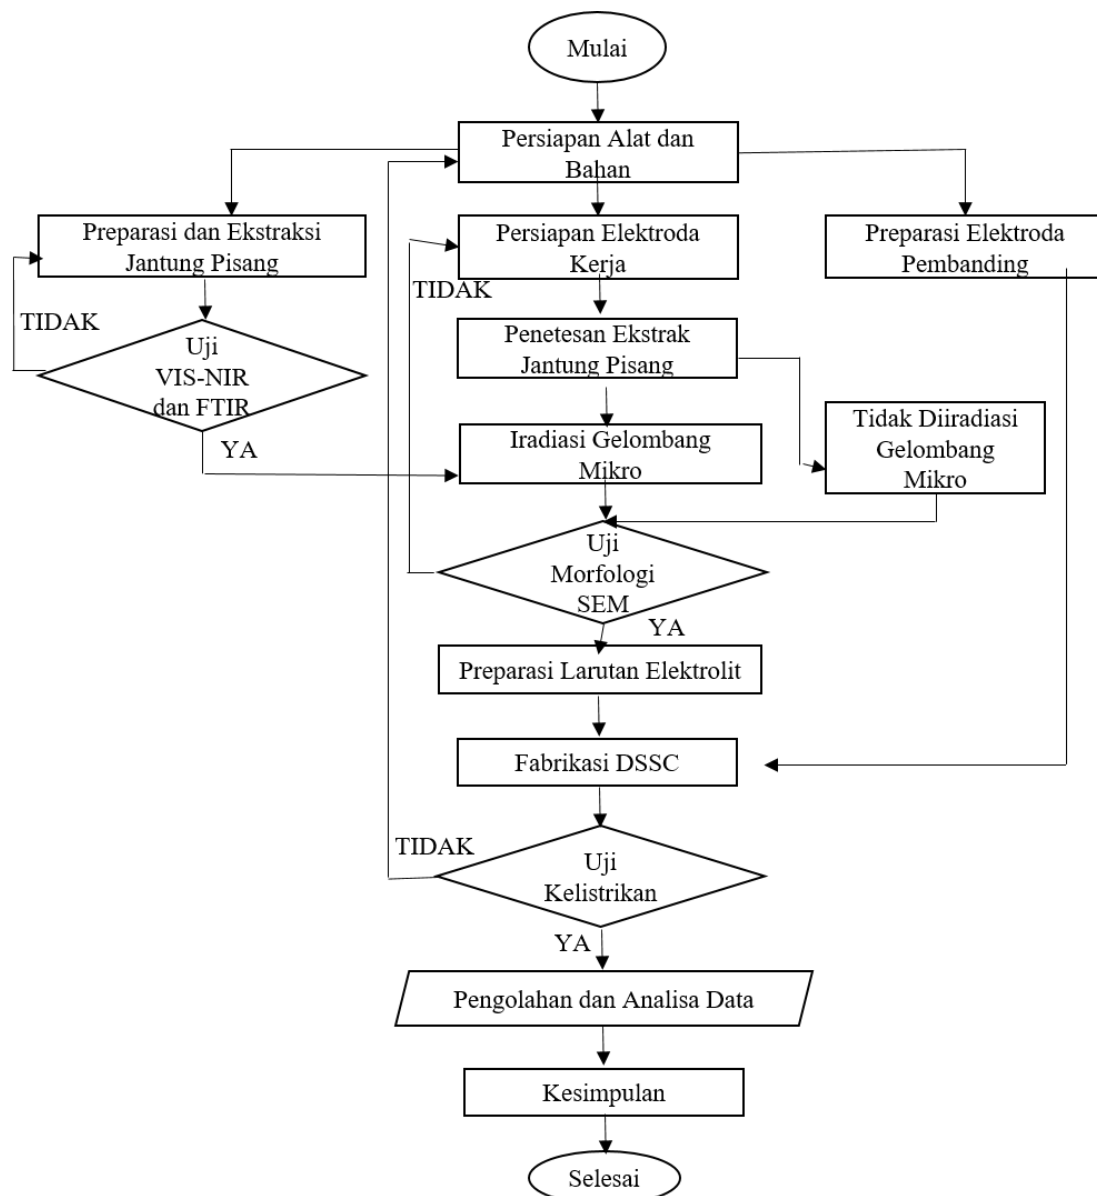 Mulai
Persiapan Alat dan
Bahan
Preparasi dan Ekstraksi
Jantung Pisang
Persiapan Elektroda
Kerja
Preparasi Elektroda
Pembanding
TIDAK
TIDAK
Uji
VIS-NIR
dan FTIR
Penetesan Ekstrak
Jantung Pisang
YA
Iradiasi Gelombang
Mikro
Tidak Diiradiasi
Gelombang
Mikro
Uji
Morfologi
SEM
YA
Preparasi Larutan Elektrolit
Fabrikasi DSSC
TIDAK
Uji
Kelistrikan
YA
Pengolahan dan Analisa Data
Kesimpulan
Selesai